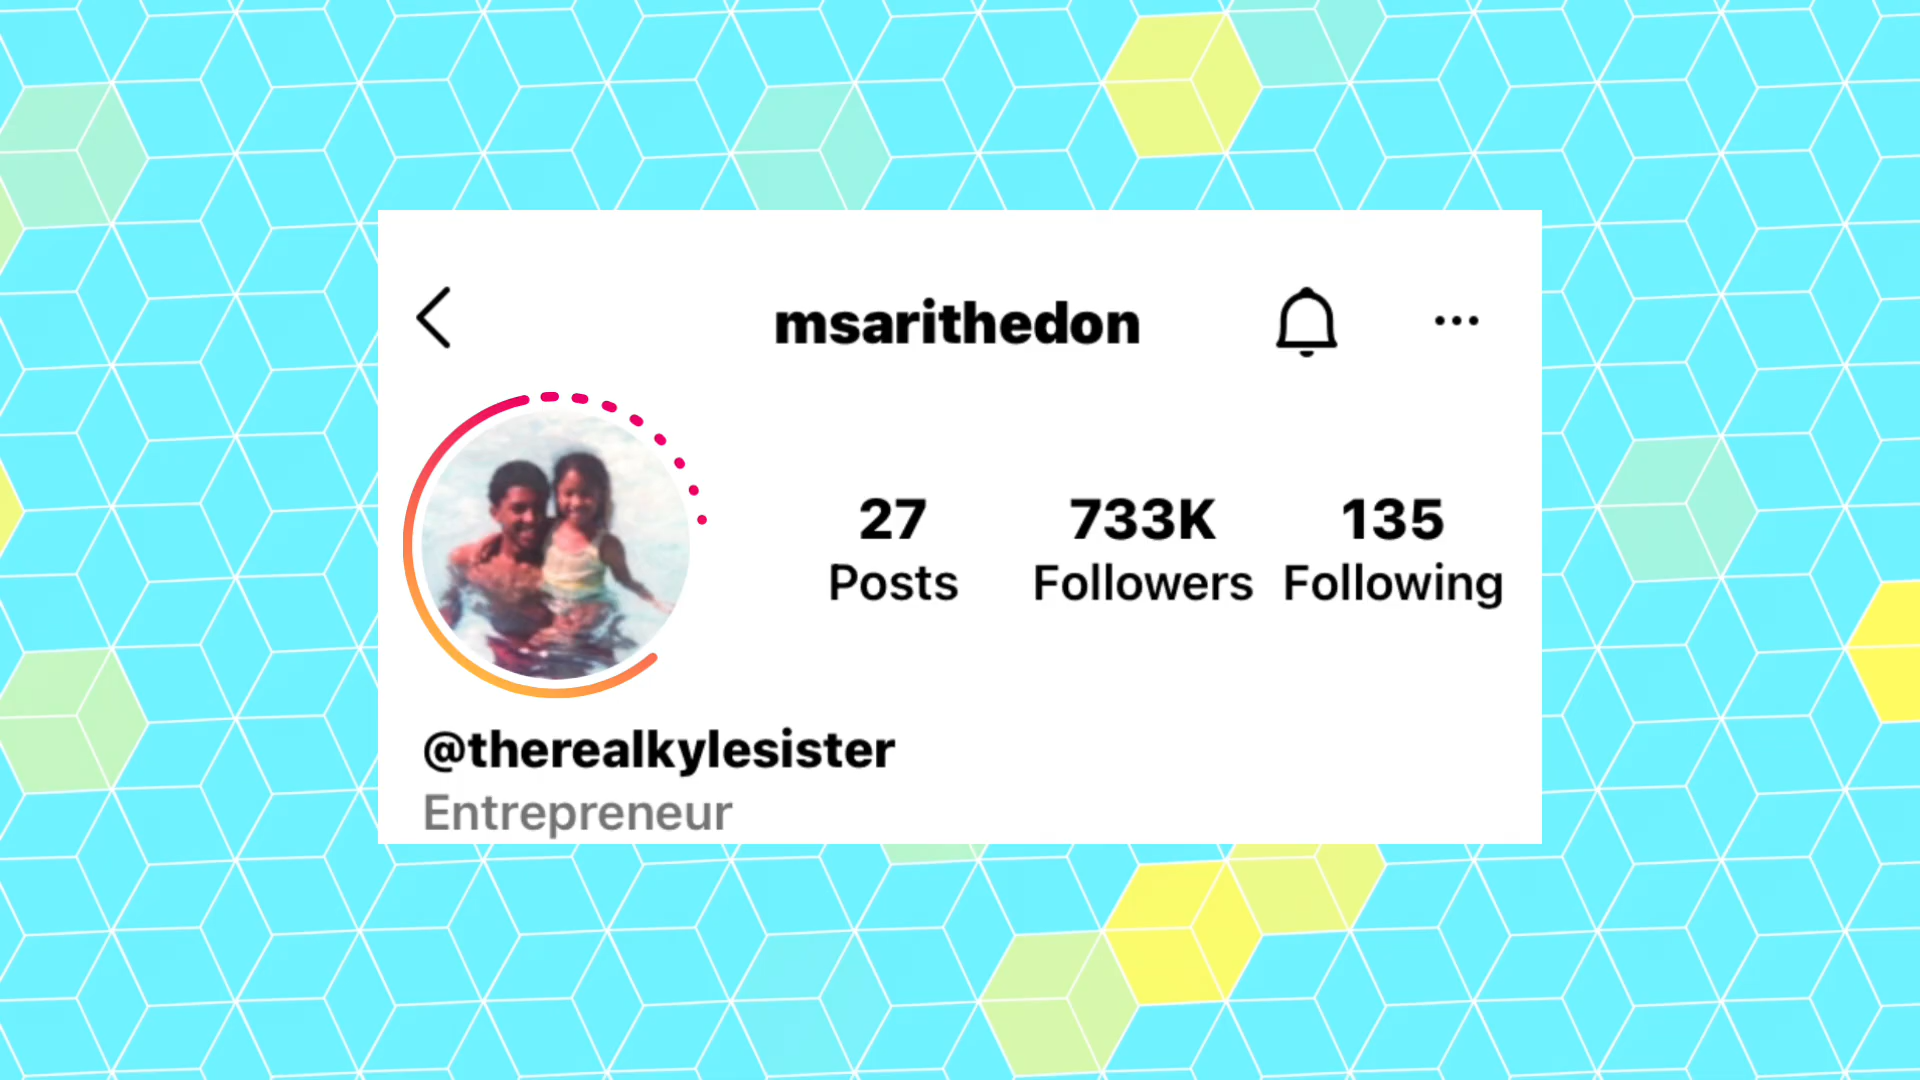 msarithedon
27 733K 135
Posts Followers Following
@therealkylesister
Entrepreneur